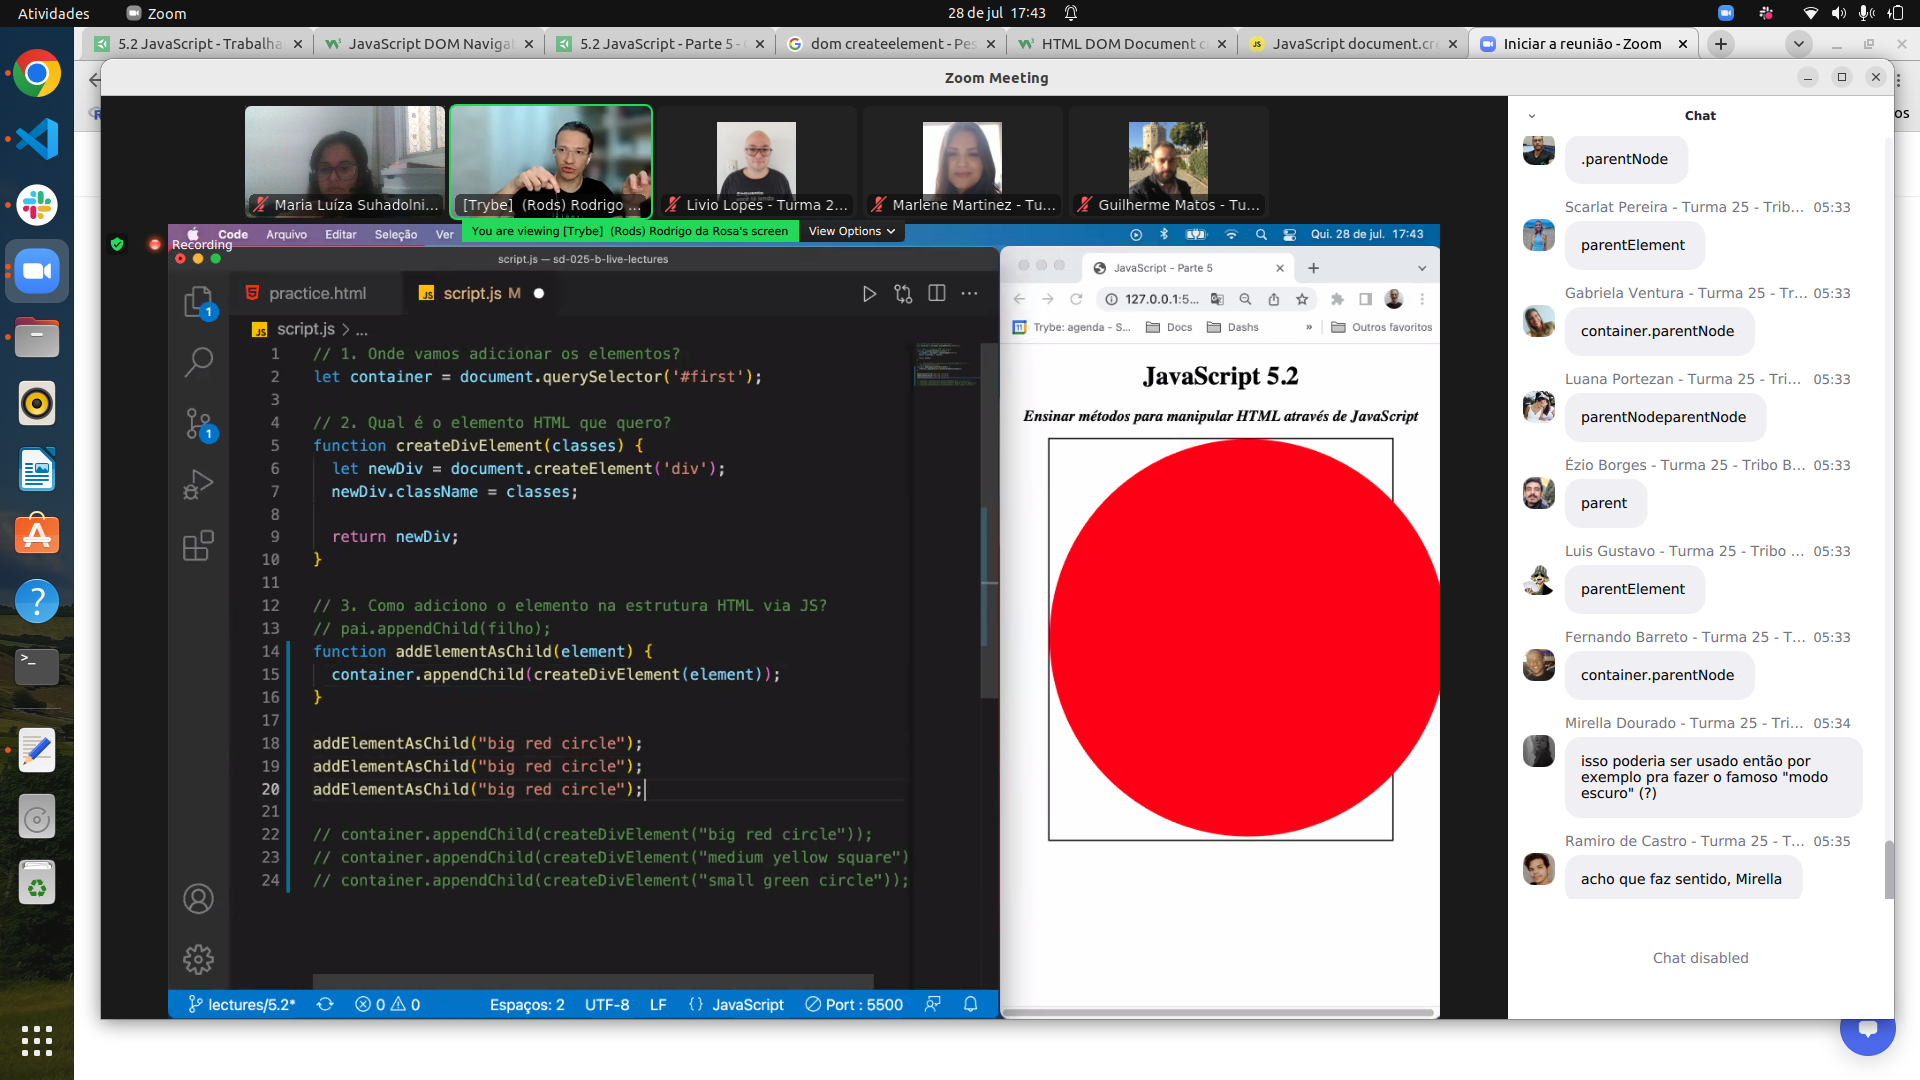 Atividades
Zoom
28 de jul 17:43
5.2 JavaScript - Trabalha
JavaScript DOM Navigat
5.2 JavaScript - Parte 5 -
dom createelement - Pes
HTML DOM Document c
JavaScript document.cre
Iniciar a reunião - Zoom
Zoom Meeting
Maria Luíza Suhadolni...
[Trybe] (Rods) Rodrigo ...
Livio Lopes - Turma 2...
Marlene Martinez - Tu...
Guilherme Matos - Tu...
Recording
Code Arquivo Editar Seleção Ver
You are viewing [Trybe] (Rods) Rodrigo da Rosa's screen
View Options
Qui. 28 de jul. 17:43
script.js — sd-025-b-live-lectures
practice.html
JS script.js M
JS script.js > ...
1 // 1. Onde vamos adicionar os elementos?
2 let container = document.querySelector('#first');
3
4 // 2. Qual é o elemento HTML que quero?
5 function createDivElement(classes) {
6 let newDiv = document.createElement('div');
7 newDiv.className = classes;
8
9 return newDiv;
10 }
11
12 // 3. Como adiciono o elemento na estrutura HTML via JS?
13 // pai.appendChild(filho);
14 function addElementAsChild(element) {
15 container.appendChild(createDivElement(element));
16 }
17
18 addElementAsChild("big red circle");
19 addElementAsChild("big red circle");
20 addElementAsChild("big red circle");
21
22 // container.appendChild(createDivElement("big red circle"));
23 // container.appendChild(createDivElement("medium yellow square")
24 // container.appendChild(createDivElement("small green circle"));
1
1
lectures/5.2*
0 0
Espaços: 2
UTF-8
LF
{} JavaScript
Port : 5500
JavaScript - Parte 5
127.0.0.1:5...
Trybe: agenda - S...
Docs
Dashs
»
Outros favoritos
JavaScript 5.2
Ensinar métodos para manipular HTML através de JavaScript
Chat
.parentNode
Scarlat Pereira - Turma 25 - Trib... 05:33
parentElement
Gabriela Ventura - Turma 25 - Tr... 05:33
container.parentNode
Luana Portezan - Turma 25 - Tri... 05:33
parentNodeparentNode
Ézio Borges - Turma 25 - Tribo B... 05:33
parent
Luis Gustavo - Turma 25 - Tribo ... 05:33
parentElement
Fernando Barreto - Turma 25 - T... 05:33
container.parentNode
Mirella Dourado - Turma 25 - Tri... 05:34
isso poderia ser usado então por
exemplo pra fazer o famoso "modo
escuro" (?)
Ramiro de Castro - Turma 25 - T... 05:35
acho que faz sentido, Mirella
Chat disabled
os